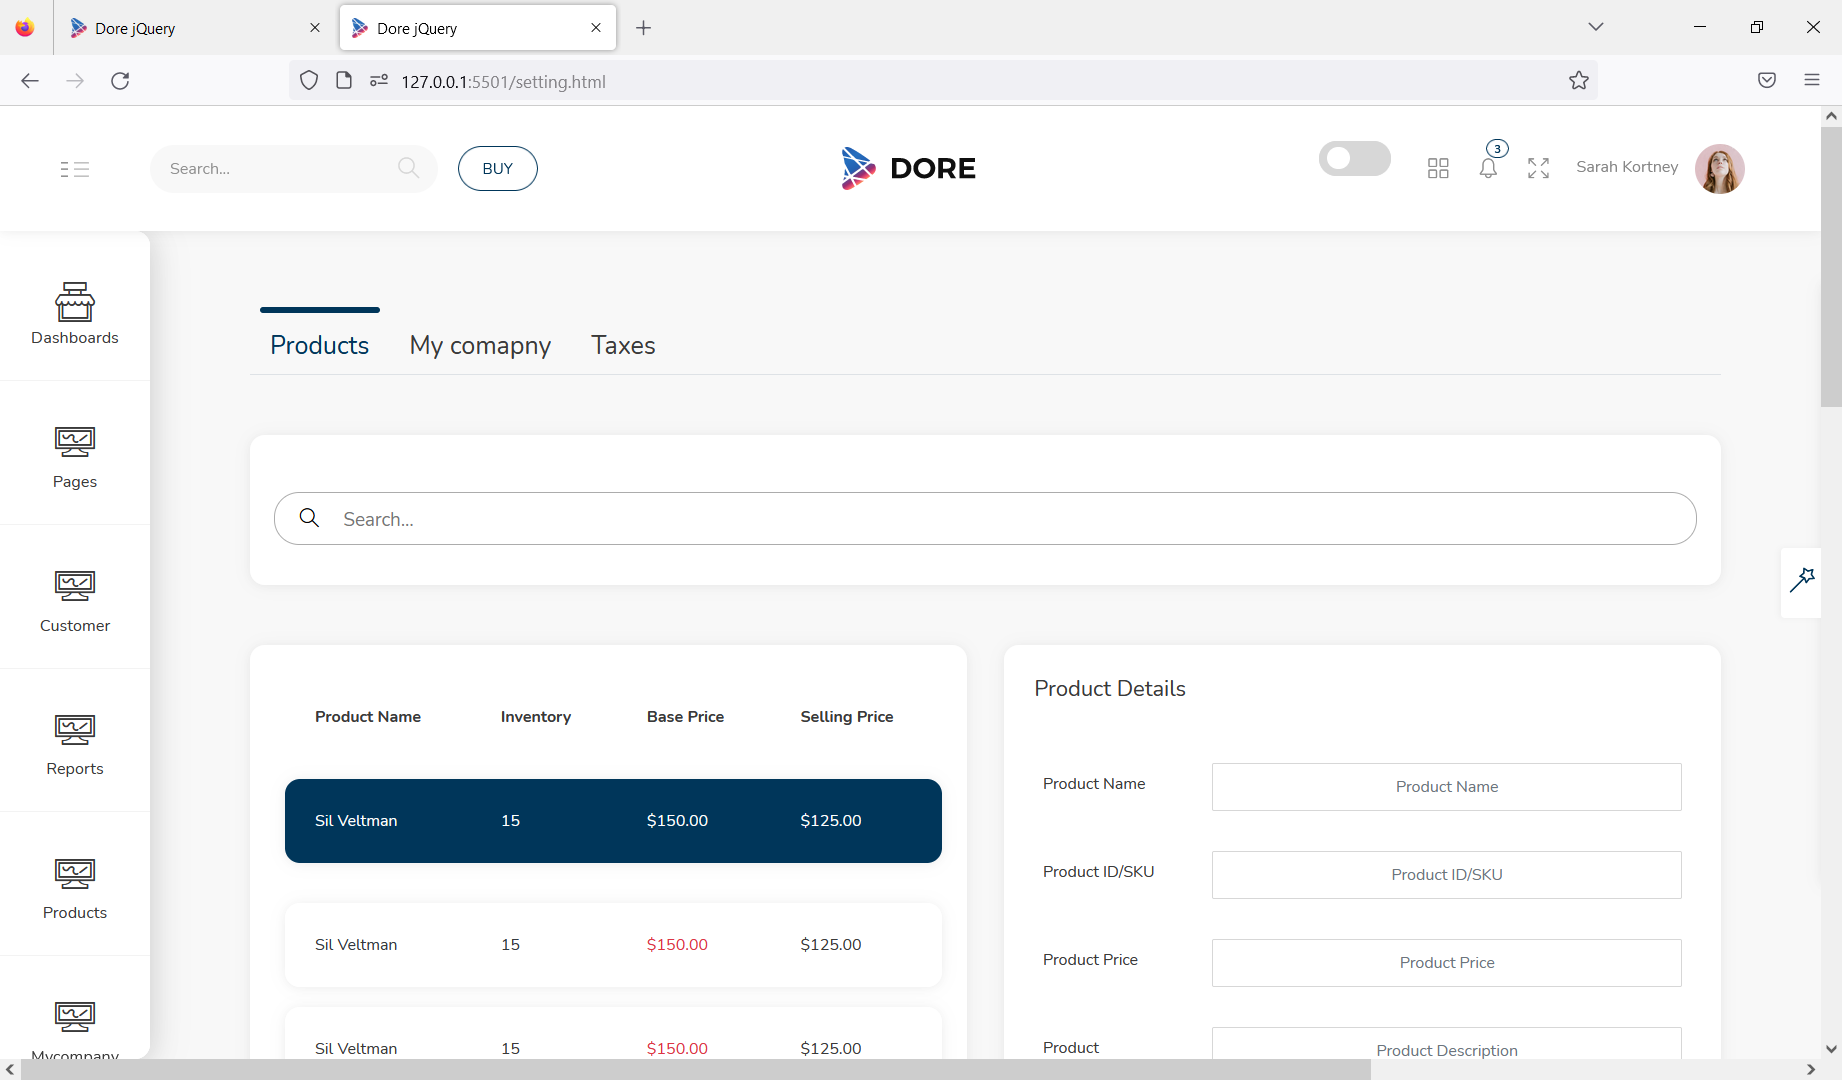 Dore jQuery
Dore jQuery
127.0.0.1:5501/setting.html
Search...
BUY
DORE
3
Sarah Kortney
Dashboards
Pages
Customer
Reports
Products
Mycompany
Products My comapny Taxes
Search...
Product Name Inventory Base Price Selling Price
Sil Veltman 15 $150.00 $125.00
Sil Veltman 15 $150.00 $125.00
Sil Veltman 15 $150.00 $125.00
Product Details
Product Name Product Name
Product ID/SKU Product ID/SKU
Product Price Product Price
Product Product Description